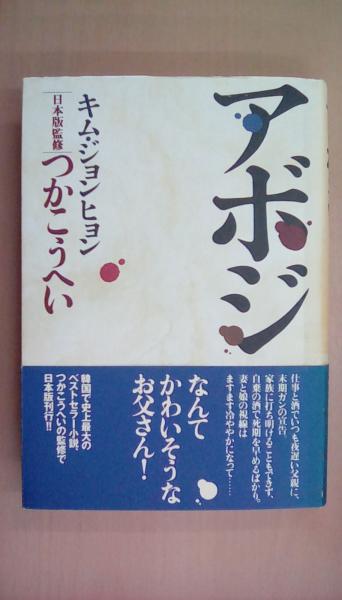 アボジ
キム・ジョンヒョン
日本版監修
つかこうへい
仕事と酒でいつも夜遅い父親に、
末期ガンの宣告。
家族に打ち明けることもできず、
自棄の酒で死期を早めるばかり。
妻と娘の視線は
ますます冷ややかになって……
なんて
かわいそうな
お父さん!
韓国で史上最大の
ベストセラー小説、
つかこうへいの監修で
日本版刊行!!